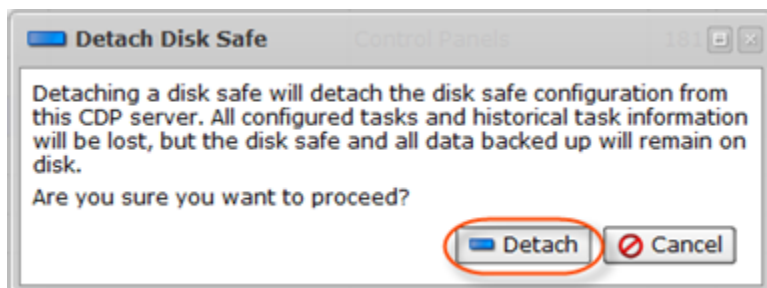 Detach Disk Safe Control Panels 181
Detaching a disk safe will detach the disk safe configuration from
this CDP server. All configured tasks and historical task information
will be lost, but the disk safe and all data backed up will remain on
disk.
Are you sure you want to proceed?
Detach Cancel